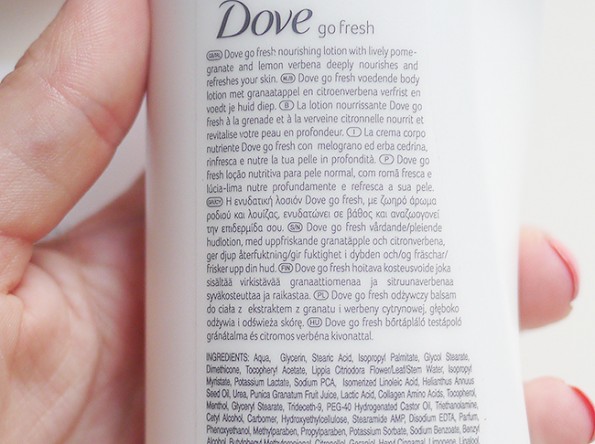 Dove go fresh
Dove go fresh nourishing lotion with lively pome-
granate and lemon verbena deeply nourishes and
refreshes your skin. Dove go fresh voedende body
lotion met granaatappel en citroenverbena verfrist en
voedt je huid diep. B La lotion nourrissante Dove go
fresh à la grenade et à la verveine citronnelle nourrit et
revitalise votre peau en profondeur. I La crema corpo
nutriente Dove go fresh con melograno ed erba cedrina,
rinfresca e nutre la tua pelle in profondità. P Dove go
fresh loção nutritiva para pele normal, com romã fresca e
lúcia-lima nutre profundamente e refresca a sua pele.
Η ενυδατική λοσιόν Dove go fresh, με ζωηρό άρωμα
ροδιού και λουίζας, ενυδατώνει σε βάθος και αναζωογονεί
την επιδερμίδα σου. S/N Dove go fresh vårdande/pleiende
hudlotion, med uppfriskande granatäpple och citronverbena,
ger djup återfuktning/gir fuktighet i dybden och/og fräschar/
frisker upp din hud. FIN Dove go fresh hoitava kosteusvoide joka
sisältää virkistävää granaattiomenaa ja sitruunaverbenaa
syväkosteuttaa ja raikastaa. PL Dove go fresh odżywczy balsam
do ciała z ekstraktem z granatu i werbeny cytrynowej, głęboko
odżywia i odświeża skórę. HU Dove go fresh bőrtápláló testápoló
gránátalma és citromos verbéna kivonattal.
INGREDIENTS: Aqua, Glycerin, Stearic Acid, Isopropyl Palmitate, Glycol Stearate,
Dimethicone, Tocopheryl Acetate, Lippia Citriodora Flower/Leaf/Stem Water, Isopropyl
Myristate, Potassium Lactate, Sodium PCA, Isomerized Linoleic Acid, Helianthus Annuus
Seed Oil, Urea, Punica Granatum Fruit Juice, Lactic Acid, Collagen Amino Acids, Tocopherol,
Menthol, Glyceryl Stearate, Trideceth-9, PEG-40 Hydrogenated Castor Oil, Triethanolamine,
Cetyl Alcohol, Carbomer, Hydroxyethylcellulose, Stearamide AMP, Disodium EDTA, Parfum,
Phenoxyethanol, Methylparaben, Propylparaben, Potassium Sorbate, Sodium Benzoate, Benzyl
Alcohol, Butylphenyl Methylpropional, Citronellol, Geraniol, Hexyl Cinnamal, Limonene